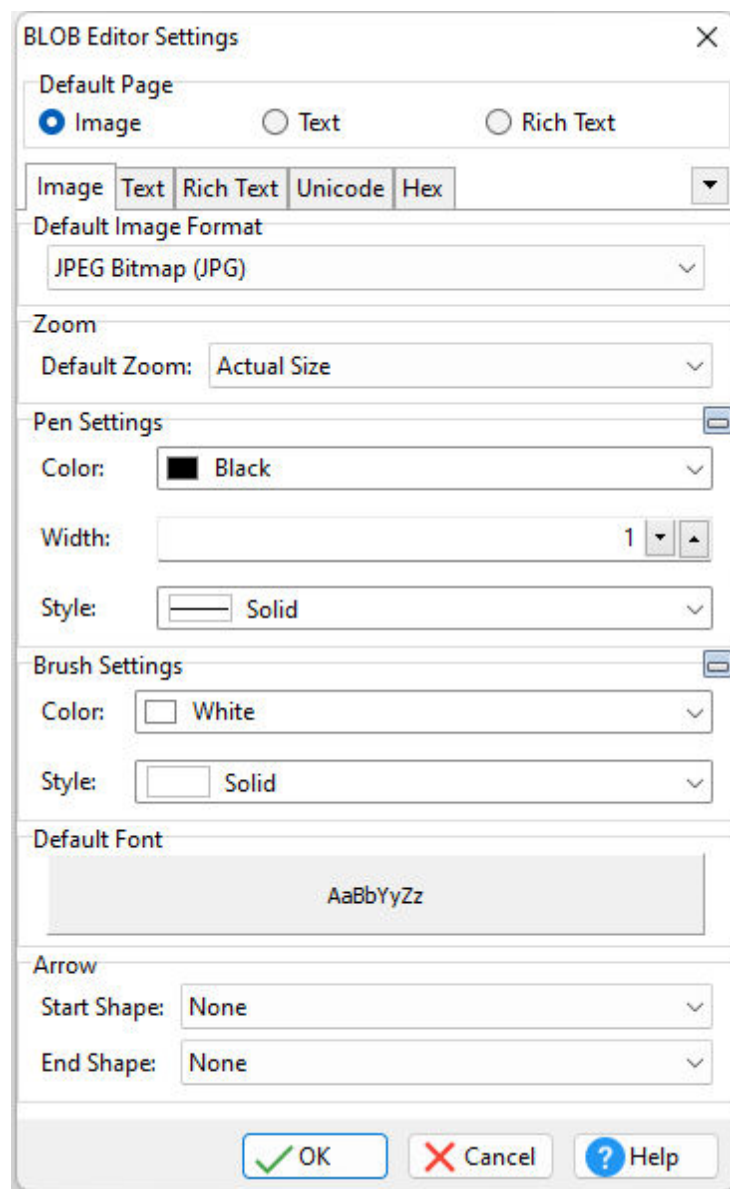 BLOB Editor Settings
Default Page
Image Text Rich Text
Image Text Rich Text Unicode Hex
Default Image Format
JPEG Bitmap (JPG)
Zoom
Default Zoom: Actual Size
Pen Settings
Color: Black
Width: 1
Style: Solid
Brush Settings
Color: White
Style: Solid
Default Font
AaBbYyZz
Arrow
Start Shape: None
End Shape: None
OK Cancel ? Help